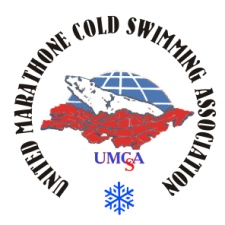 UNITED MARATHONE COLD SWIMMING ASSOCIATION
UMCSA